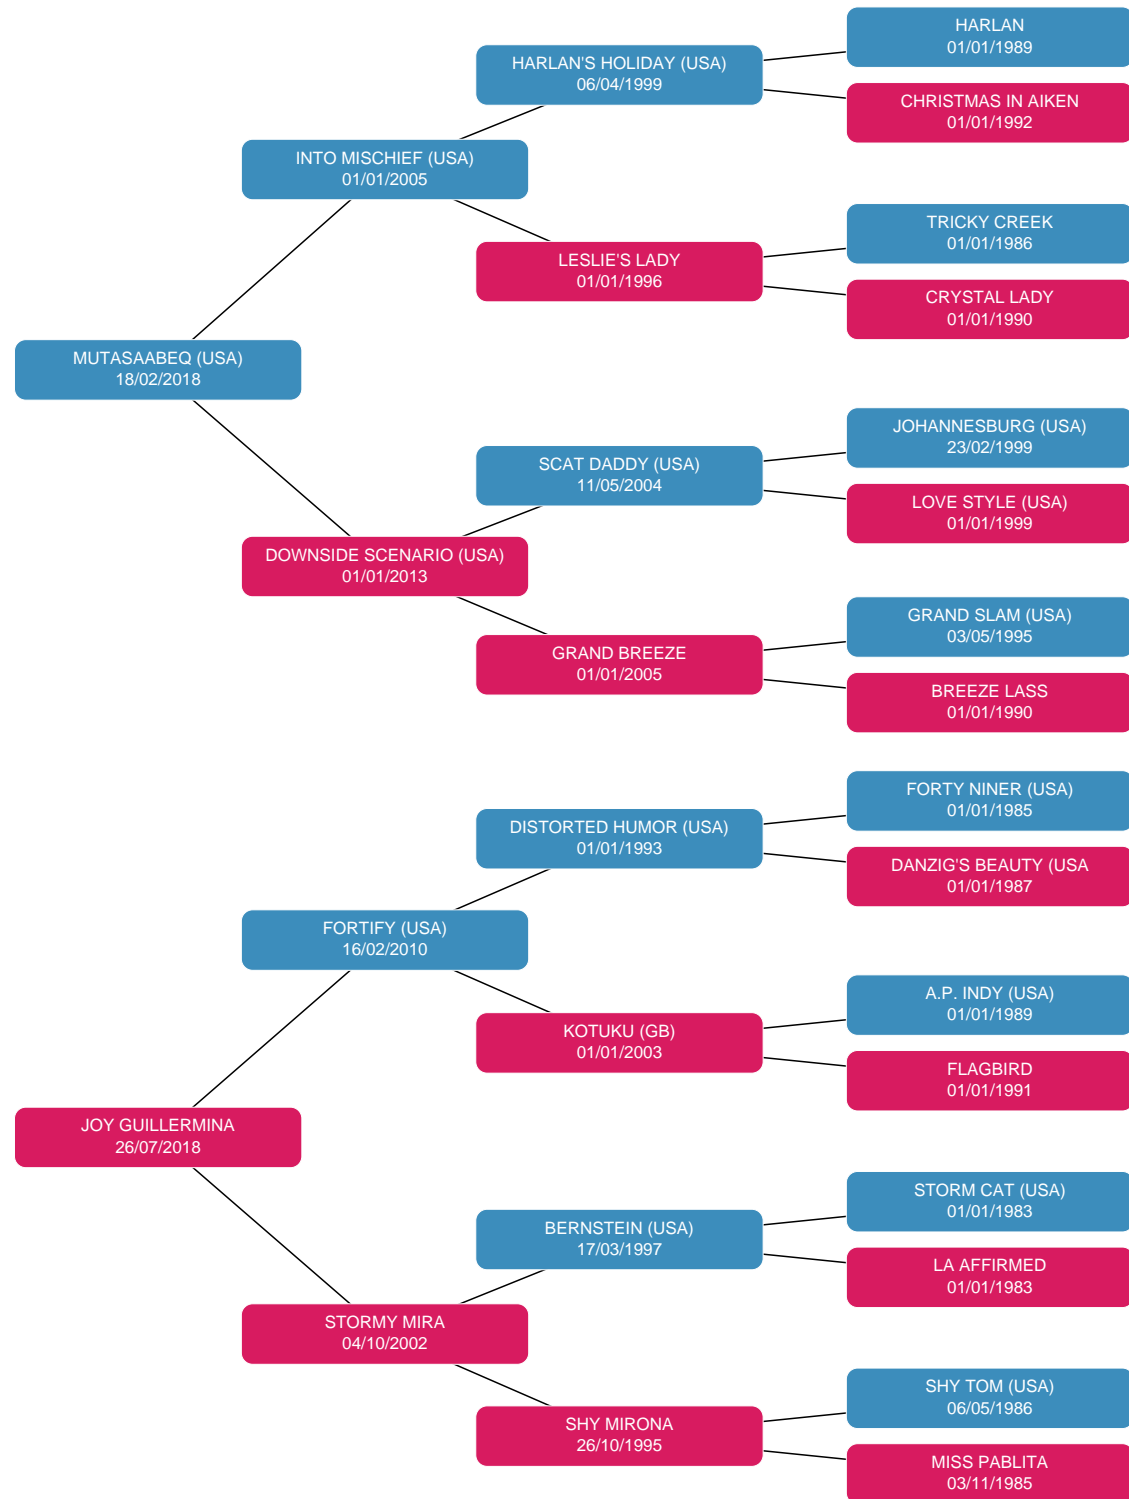 HARLAN
01/01/1989
HARLAN'S HOLIDAY (USA)
06/04/1999
CHRISTMAS IN AIKEN
01/01/1992
INTO MISCHIEF (USA)
01/01/2005
TRICKY CREEK
01/01/1986
LESLIE'S LADY
01/01/1996
CRYSTAL LADY
01/01/1990
MUTASAABEQ (USA)
18/02/2018
JOHANNESBURG (USA)
23/02/1999
SCAT DADDY (USA)
11/05/2004
LOVE STYLE (USA)
01/01/1999
DOWNSIDE SCENARIO (USA)
01/01/2013
GRAND SLAM (USA)
03/05/1995
GRAND BREEZE
01/01/2005
BREEZE LASS
01/01/1990
FORTY NINER (USA)
01/01/1985
DISTORTED HUMOR (USA)
01/01/1993
DANZIG'S BEAUTY (USA
01/01/1987
FORTIFY (USA)
16/02/2010
A.P. INDY (USA)
01/01/1989
KOTUKU (GB)
01/01/2003
FLAGBIRD
01/01/1991
JOY GUILLERMINA
26/07/2018
STORM CAT (USA)
01/01/1983
BERNSTEIN (USA)
17/03/1997
LA AFFIRMED
01/01/1983
STORMY MIRA
04/10/2002
SHY TOM (USA)
06/05/1986
SHY MIRONA
26/10/1995
MISS PABLITA
03/11/1985